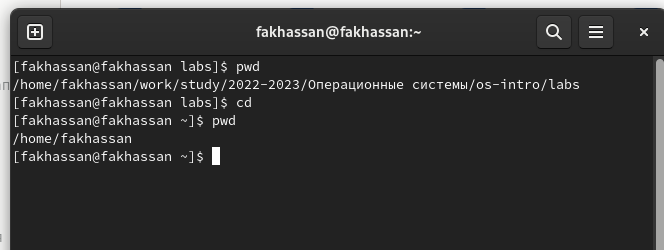 fakhassan@fakhassan:~
[fakhassan@fakhassan labs]$ pwd
/home/fakhassan/work/study/2022-2023/Операционные системы/os-intro/labs
[fakhassan@fakhassan labs]$ cd
[fakhassan@fakhassan ~]$ pwd
/home/fakhassan
[fakhassan@fakhassan ~]$